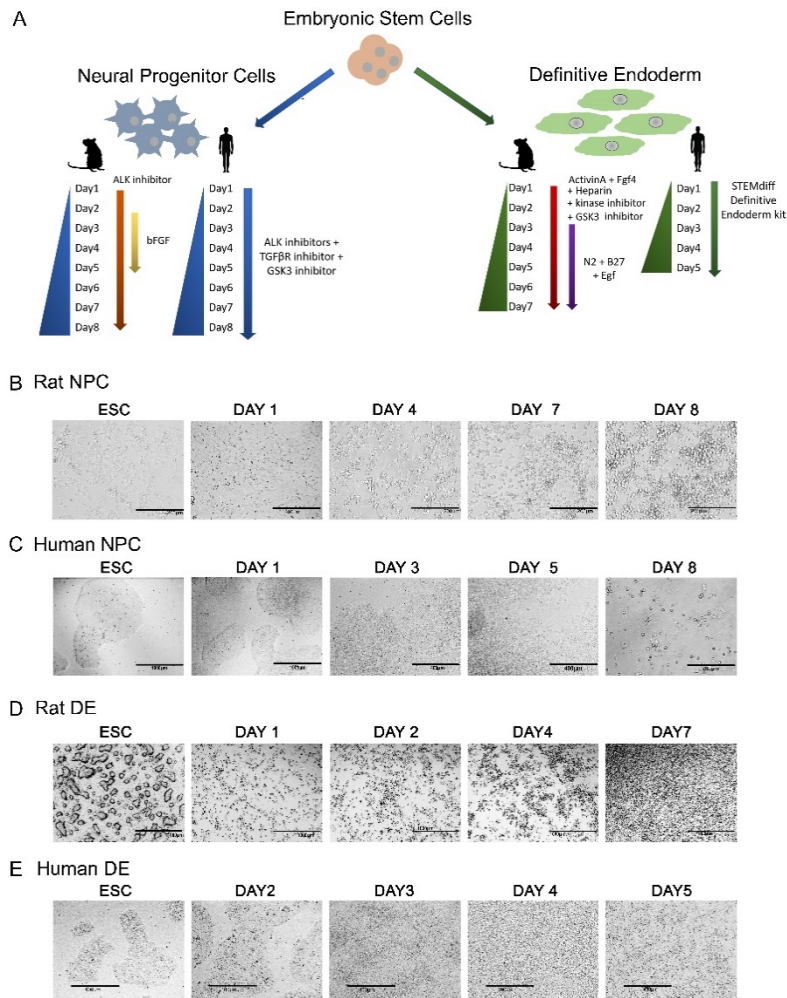 A
Embryonic Stem Cells
Neural Progenitor Cells
Definitive Endoderm
ALK inhibitor
Day1
Day2
Day3
Day4
Day5
Day6
Day7
Day8
bFGF
Day1
Day2
Day3
Day4
Day5
Day6
Day7
Day8
ALK inhibitors +
TGFβR inhibitor +
GSK3 inhibitor
Day1
Day2
Day3
Day4
Day5
Day6
Day7
ActivinA + Fgf4
+ Heparin
+ kinase inhibitor
+ GSK3 inhibitor
N2 + B27
+ Egf
Day1
Day2
Day3
Day4
Day5
STEMdiff
Definitive
Endoderm kit
B Rat NPC
ESC DAY 1 DAY 4 DAY 7 DAY 8
C Human NPC
ESC DAY 1 DAY 3 DAY 5 DAY 8
1000μm 400μm
D Rat DE
ESC DAY 1 DAY 2 DAY4 DAY7
E Human DE
ESC DAY2 DAY3 DAY 4 DAY5